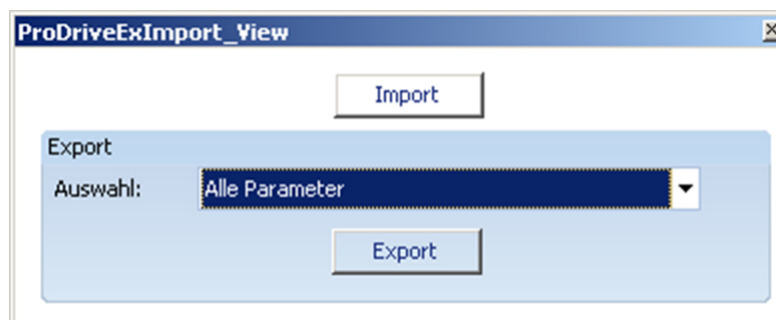 ProDriveExImport_View
Import
Export
Auswahl: Alle Parameter
Export